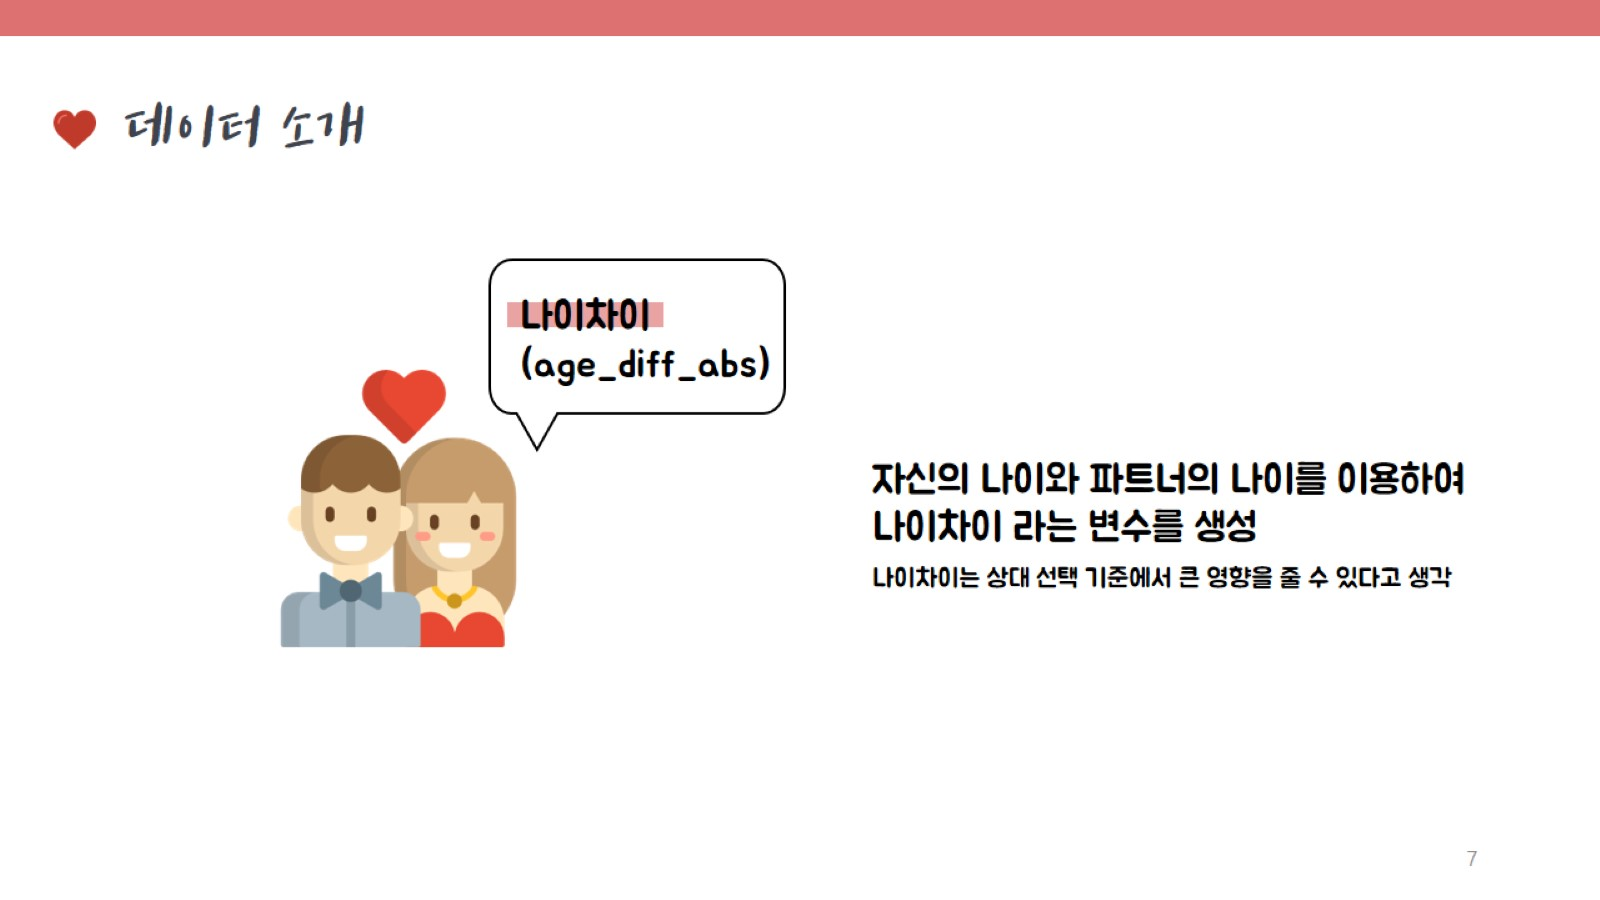 데이터 소개
나이차이
(age_diff_abs)
자신의 나이와 파트너의 나이를 이용하여
나이차이 라는 변수를 생성
나이차이는 상대 선택 기준에서 큰 영향을 줄 수 있다고 생각
7